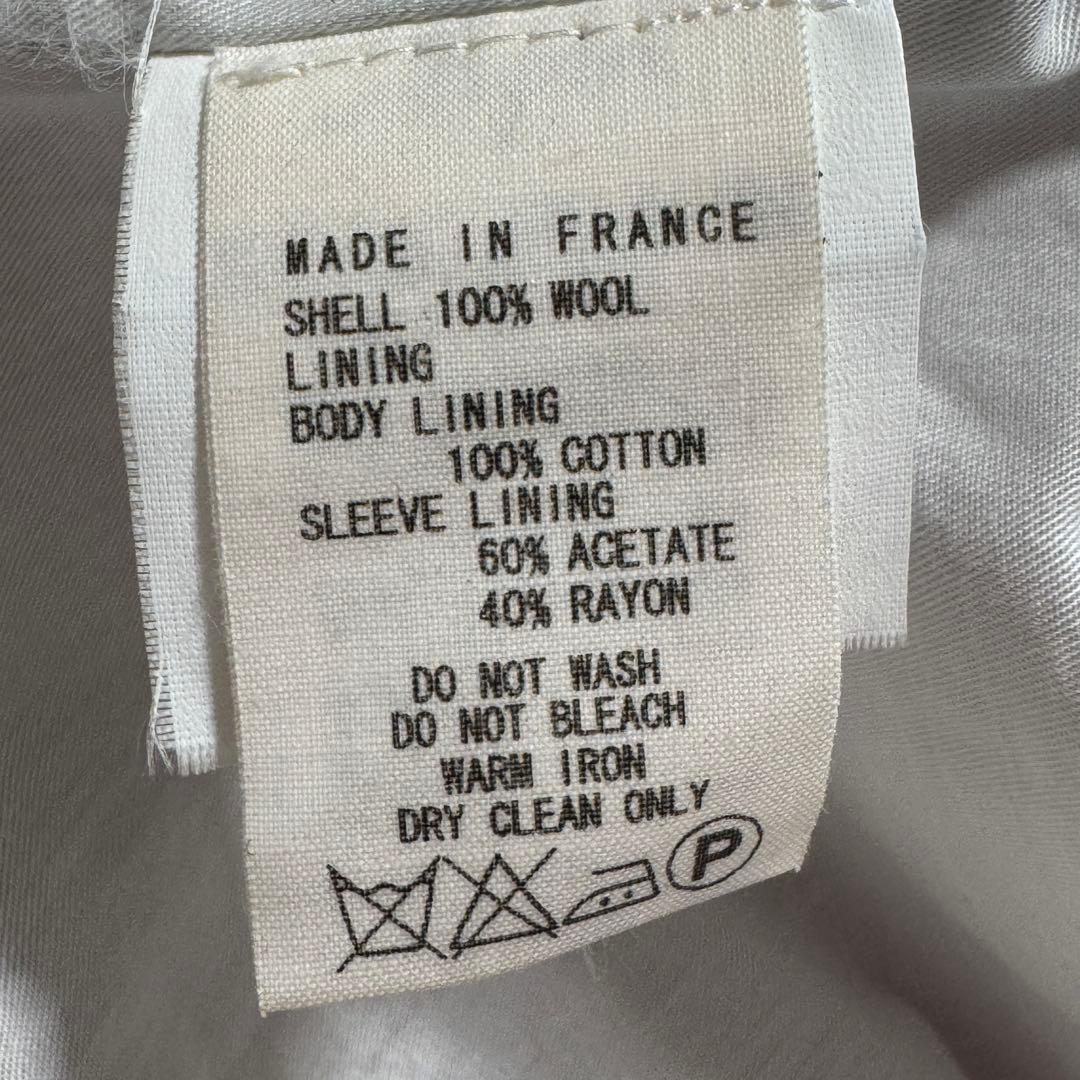 MADE IN FRANCE
SHELL 100% WOOL
LINING
BODY LINING
100% COTTON
SLEEVE LINING
60% ACETATE
40% RAYON
DO NOT WASH
DO NOT BLEACH
WARM IRON
DRY CLEAN ONLY
P